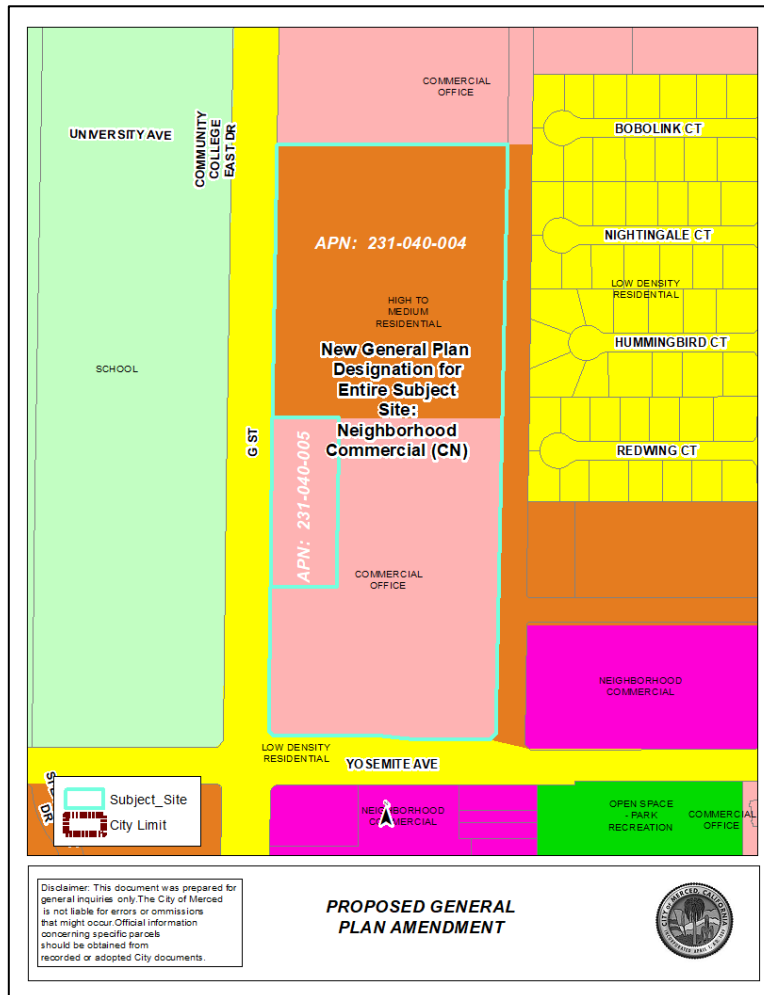 COMMERCIAL
OFFICE
UNIVERSITY AVE
COMMUNITY
COLLEGE
EAST DR
BOBOLINK CT
APN: 231-040-004
NIGHTINGALE CT
LOW DENSITY
RESIDENTIAL
HIGH TO
MEDIUM
RESIDENTIAL
HUMMINGBIRD CT
New General Plan
Designation for
Entire Subject
Site:
Neighborhood
Commercial (CN)
SCHOOL
G ST
REDWING CT
APN: 231-040-005
COMMERCIAL
OFFICE
NEIGHBORHOOD
COMMERCIAL
LOW DENSITY
RESIDENTIAL
YOSEMITE AVE
DR
Subject_Site
City Limit
NEIGHBORHOOD
COMMERCIAL
OPEN SPACE
- PARK
RECREATION
COMMERCIAL
OFFICE
Disclaimer: This document was prepared for
general inquiries only.The City of Merced
is not liable for errors or ommissions
that might occur.Official information
concerning specific parcels
should be obtained from
recorded or adopted City documents.
PROPOSED GENERAL
PLAN AMENDMENT
CITY OF MERCED, CALIFORNIA